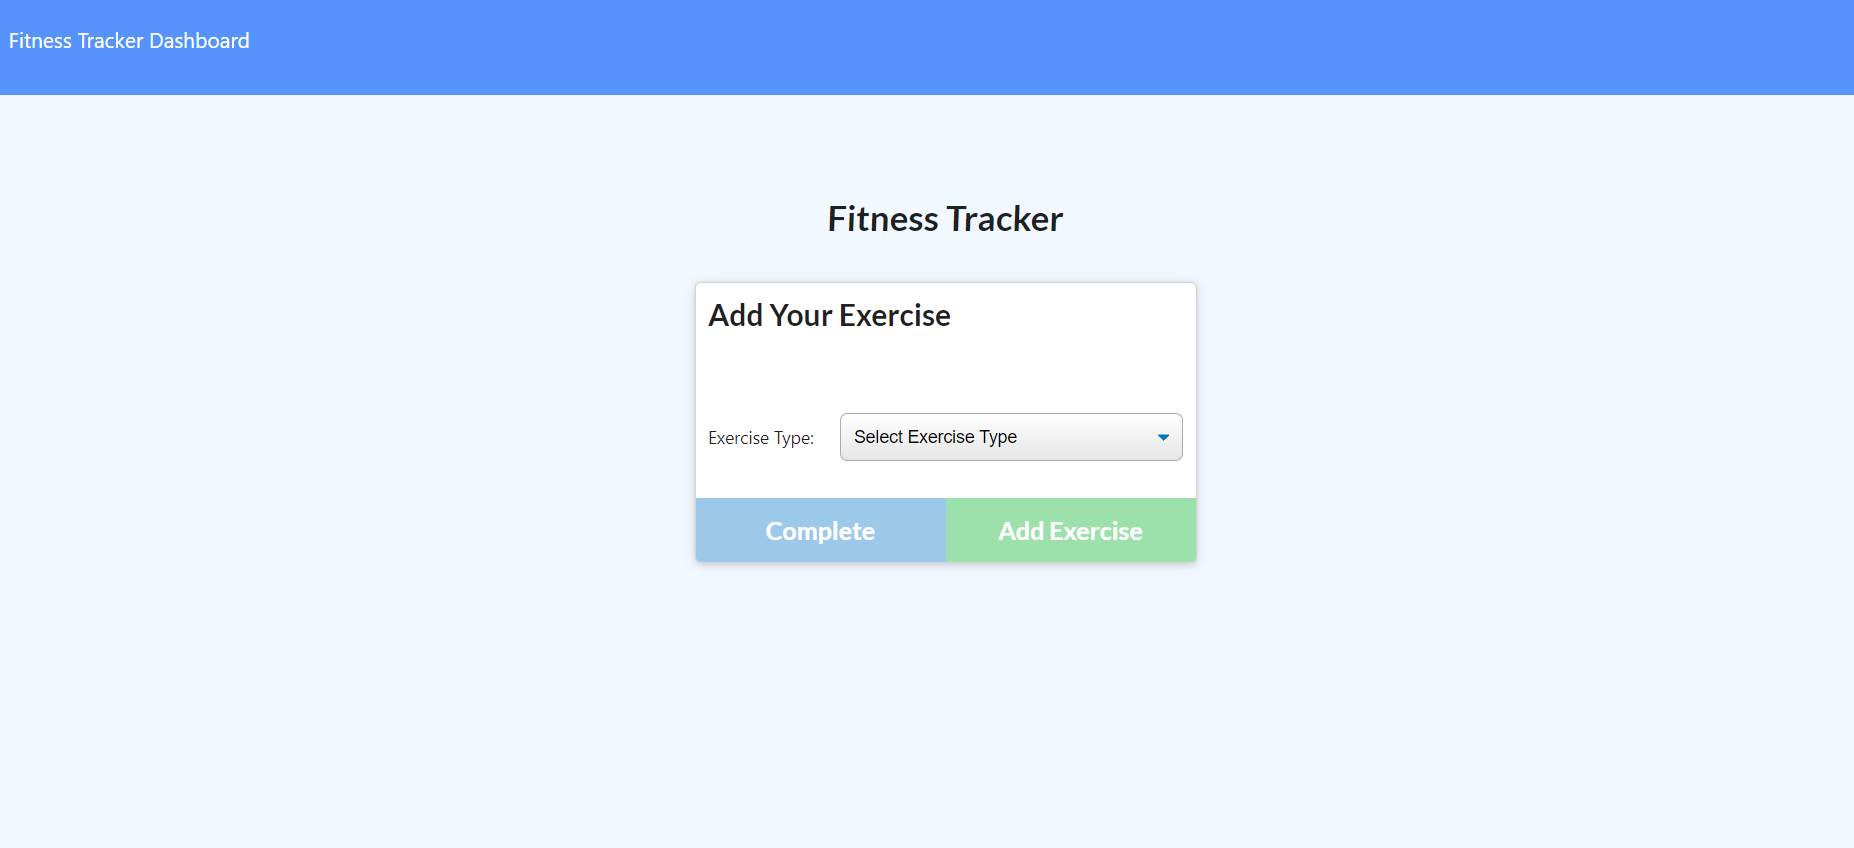 Fitness Tracker Dashboard
Fitness Tracker
Add Your Exercise
Exercise Type: Select Exercise Type
Complete Add Exercise